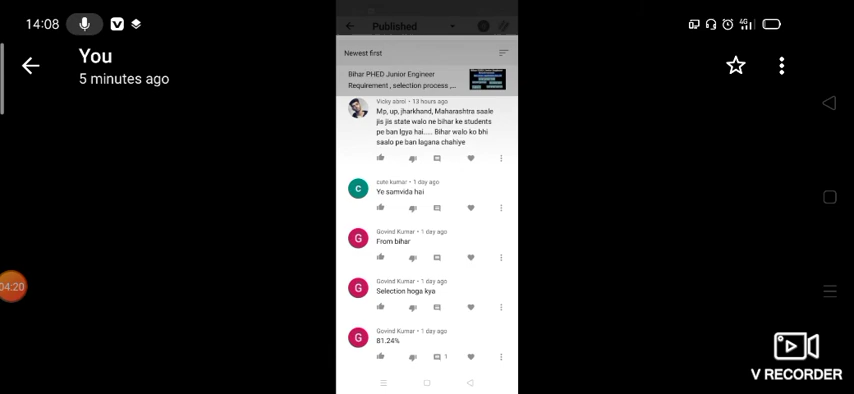 14:08
You
5 minutes ago
Published
Newest first
Bihar PHED Junior Engineer
Requirement , selection process ,...
Vicky abroi • 13 hours ago
Mp, up, jharkhand, Maharashtra saale
jis jis state walo ne bihar ke students
pe ban lgya hai..... Bihar walo ko bhi
saalo pe ban lagana chahiye
C
cute kumar • 1 day ago
Ye samvida hai
G
Govind Kumar • 1 day ago
From bihar
G
Govind Kumar • 1 day ago
Selection hoga kya
G
Govind Kumar • 1 day ago
81.24%
1
04:20
V RECORDER